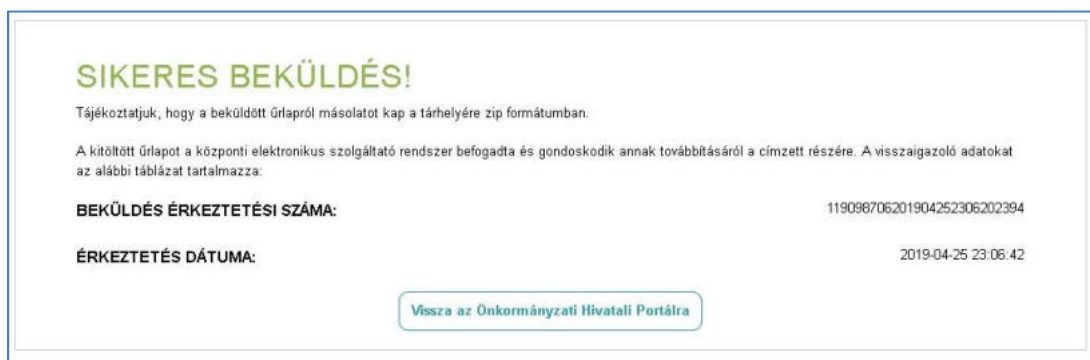 SIKERES BEKÜLDÉS!
Tájékoztatjuk, hogy a beküldött űrlapról másolatot kap a tárhelyére zip formátumban.
A kitöltött űrlapot a központi elektronikus szolgáltató rendszer befogadta és gondoskodik annak továbbításáról a címzett részére. A visszaigazoló adatokat
az alábbi táblázat tartalmazza:
BEKÜLDÉS ÉRKEZTETÉSI SZÁMA: 119098706201904252306202394
ÉRKEZTETÉS DÁTUMA: 2019-04-25 23:06:42
Vissza az Önkormányzati Hivatali Portálra